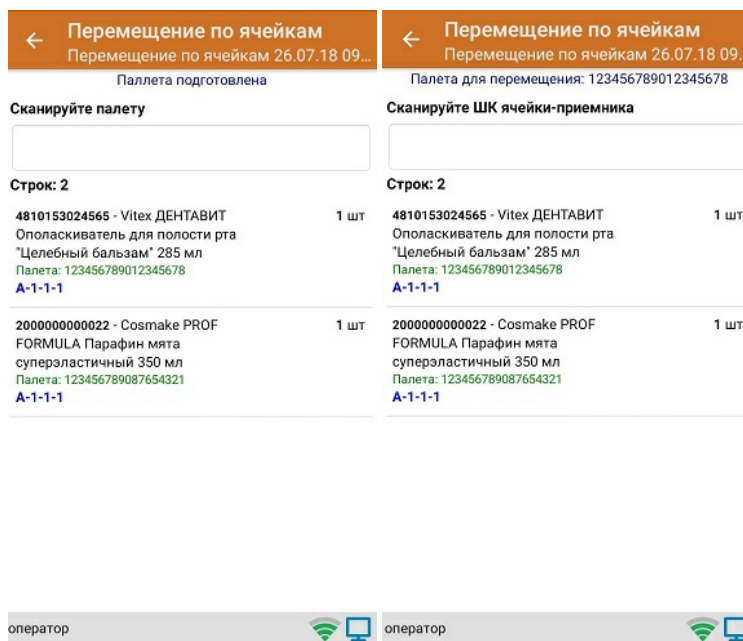 Перемещение по ячейкам
Перемещение по ячейкам 26.07.18 09...
Паллета подготовлена
Сканируйте палету
Строк: 2
4810153024565 - Vitex ДЕНТАВИТ 1 шт
Ополаскиватель для полости рта
"Целебный бальзам" 285 мл
Палета: 123456789012345678
А-1-1-1
2000000000022 - Cosmake PROF 1 шт
FORMULA Парафин мята
суперэластичный 350 мл
Палета: 123456789087654321
А-1-1-1
оператор
Перемещение по ячейкам
Перемещение по ячейкам 26.07.18 09.
Палета для перемещения: 123456789012345678
Сканируйте ШК ячейки-приемника
Строк: 2
4810153024565 - Vitex ДЕНТАВИТ 1 шт
Ополаскиватель для полости рта
"Целебный бальзам" 285 мл
Палета: 123456789012345678
А-1-1-1
2000000000022 - Cosmake PROF 1 шт
FORMULA Парафин мята
суперэластичный 350 мл
Палета: 123456789087654321
А-1-1-1
оператор